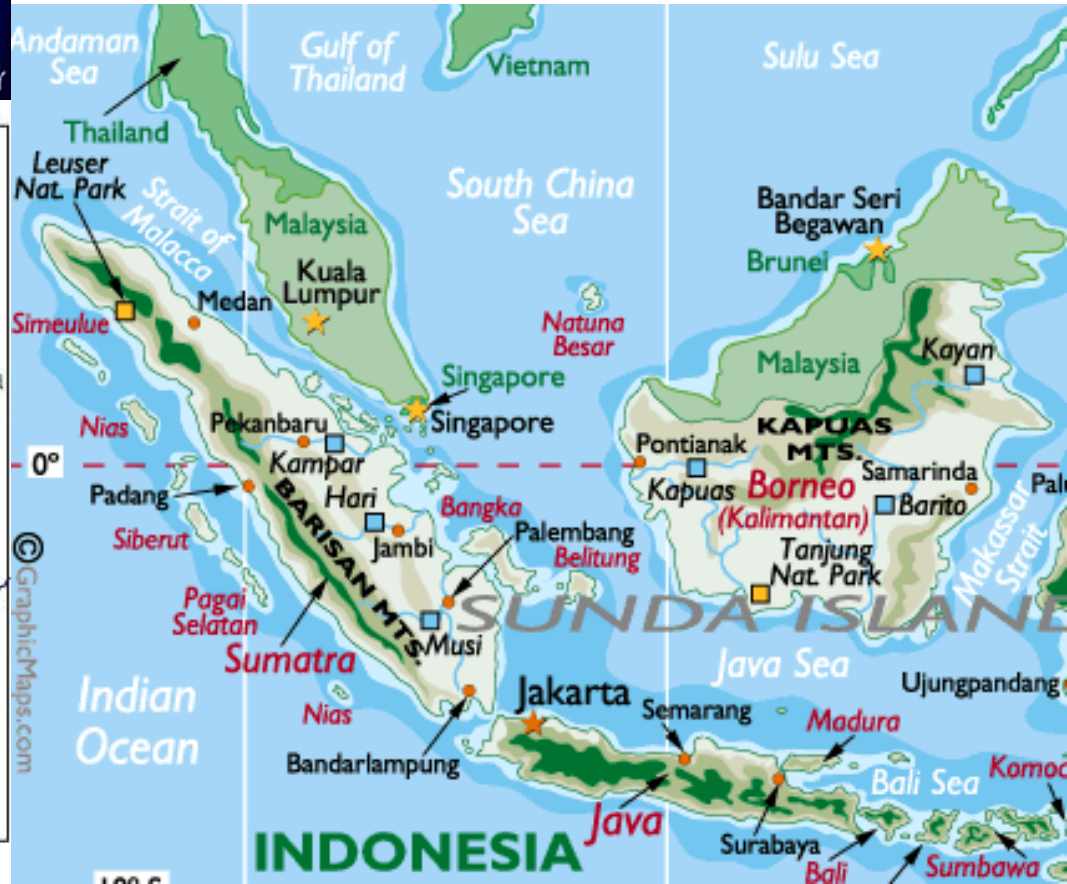 Andaman
Sea
Gulf of
Thailand
Vietnam
Sulu Sea
Thailand
Leuser
Nat. Park
Strait of
Malacca
Malaysia
South China
Sea
Bandar Seri
Begawan
Brunei
Kuala
Lumpur
Medan
Simeulue
Natuna
Besar
Malaysia
Kayan
Singapore
Singapore
Nias
Pekanbaru
Kampar
KAPUAS
MTS.
Pontianak
Kapuas
Samarinda
0°
Padang
Hari
Borneo
(Kalimantan)
Barito
Palu
Siberut
BARISAN MTS.
Jambi
Bangka
Palembang
Belitung
Tanjung
Nat. Park
Makassar
Strait
Pagai
Selatan
SUNDA ISLAND
Sumatra
Musi
Java Sea
Ujungpandang
Indian
Ocean
Nias
Jakarta
Semarang
Madura
Bandarlampung
Bali Sea
Komod
Java
INDONESIA
Surabaya
Bali
Sumbawa
©GraphicMaps.com